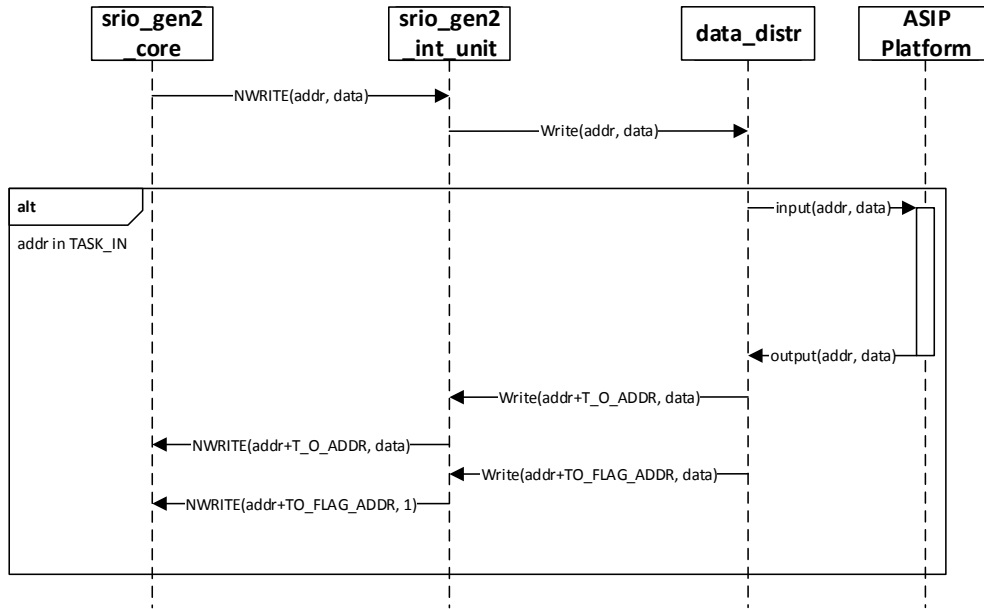 srio_gen2
_core
srio_gen2
_int_unit
data_distr
ASIP
Platform
NWRITE(addr, data)
Write(addr, data)
alt
input(addr, data)
addr in TASK_IN
output(addr, data)
Write(addr+T_O_ADDR, data)
NWRITE(addr+T_O_ADDR, data)
Write(addr+TO_FLAG_ADDR, data)
NWRITE(addr+TO_FLAG_ADDR, 1)